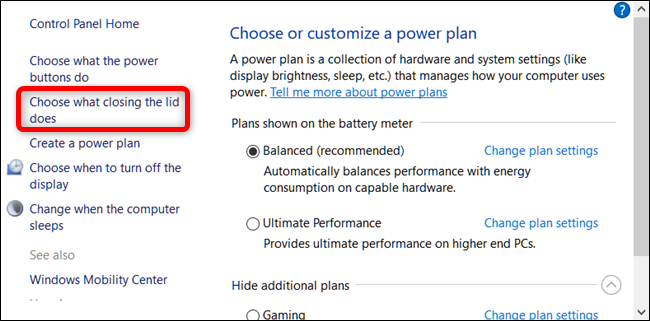 Control Panel Home
Choose what the power
buttons do
Choose what closing the lid
does
Create a power plan
Choose when to turn off the
display
Change when the computer
sleeps
See also
Windows Mobility Center
?
Choose or customize a power plan
A power plan is a collection of hardware and system settings (like
display brightness, sleep, etc.) that manages how your computer uses
power. Tell me more about power plans
Plans shown on the battery meter
Balanced (recommended) Change plan settings
Automatically balances performance with energy
consumption on capable hardware.
Ultimate Performance Change plan settings
Provides ultimate performance on higher end PCs.
Hide additional plans
Gaming Change plan settings